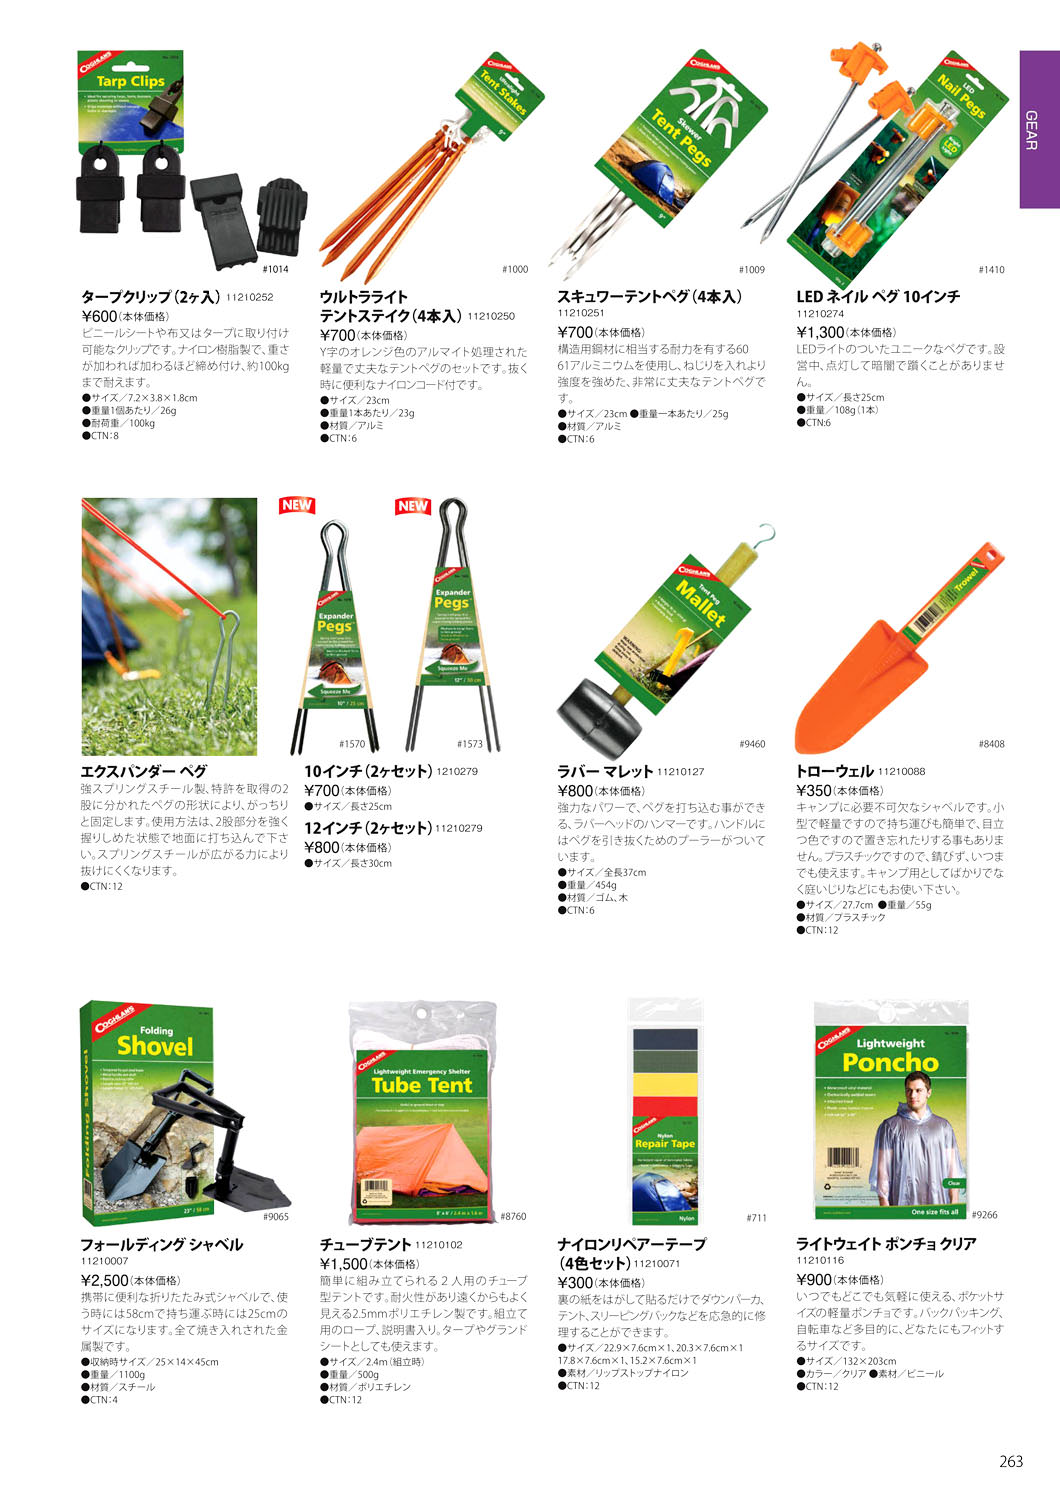 GEAR
COGHLAN'S
Tarp Clips
#1014
タープクリップ（2ヶ入） 11210252
¥600（本体価格）
ビニールシートや布又はタープに取り付け
可能なクリップです。ナイロン樹脂製で、重さ
が加われば加わるほど締め付け、約100kg
まで耐えます。
●サイズ／7.2×3.8×1.8cm
●重量1個あたり／26g
●耐荷重／100kg
●CTN：8
COGHLAN'S
Ultralight
Tent Stakes
9"
#1000
ウルトラライト
テントステイク（4本入） 11210250
¥700（本体価格）
Y字のオレンジ色のアルマイト処理された
軽量で丈夫なテントペグのセットです。抜く
時に便利なナイロンコード付です。
●サイズ／23cm
●重量1本あたり／23g
●材質／アルミ
●CTN：6
COGHLAN'S
Skewer
Tent Pegs
9"
#1009
スキュワーテントペグ（4本入）
11210251
¥700（本体価格）
構造用鋼材に相当する耐力を有する60
61アルミニウムを使用し、ねじりを入れより
強度を強めた、非常に丈夫なテントペグで
す。
●サイズ／23cm ●重量一本あたり／25g
●材質／アルミ
●CTN：6
COGHLAN'S
LED
Nail Pegs
#1410
LED ネイル ペグ 10インチ
11210274
¥1,300（本体価格）
LEDライトのついたユニークなペグです。設
営中、点灯して暗闇で躓くことがありませ
ん。
●サイズ／長さ25cm
●重量／108g（1本）
●CTN:6
エクスパンダー ペグ
強スプリングスチール製、特許を取得の2
股に分かれたペグの形状により、がっちり
と固定します。使用方法は、2股部分を強く
握りしめた状態で地面に打ち込んで下さ
い。スプリングスチールが広がる力により
抜けにくくなります。
●CTN：12
NEW
Expander
Pegs
Squeeze Me
10" / 25 cm
#1570
NEW
Expander
Pegs
Squeeze Me
12" / 30 cm
#1573
10インチ（2ヶセット） 1210279
¥700（本体価格）
●サイズ／長さ25cm
12インチ（2ヶセット） 11210279
¥800（本体価格）
●サイズ／長さ30cm
COGHLAN'S
Tent Peg
Mallet
WARNING:
#9460
ラバー マレット 11210127
¥800（本体価格）
強力なパワーで、ペグを打ち込む事ができ
る、ラバーヘッドのハンマーです。ハンドルに
はペグを引き抜くためのプーラーがついて
います。
●サイズ／全長37cm
●重量／454g
●材質／ゴム、木
●CTN：6
Trowel
#8408
トローウェル 11210088
¥350（本体価格）
キャンプに必要不可欠なシャベルです。小
型で軽量ですので持ち運びも簡単で、目立
つ色ですので置き忘れたりする事もありま
せん。プラスチックですので、錆びず、いつま
でも使えます。キャンプ用としてばかりでな
く庭いじりなどにもお使い下さい。
●サイズ／27.7cm ●重量／55g
●材質／プラスチック
●CTN：12
COGHLAN'S
Folding
Shovel
23" / 58 cm
#9065
フォールディング シャベル
11210007
¥2,500（本体価格）
携帯に便利な折りたたみ式シャベルで、使
う時には58cmで持ち運ぶ時には25cmの
サイズになります。全て焼き入れされた金
属製です。
●収納時サイズ／25×14×45cm
●重量／1100g
●材質／スチール
●CTN：4
COGHLAN'S
Lightweight Emergency Shelter
Tube Tent
#8760
チューブテント 11210102
¥1,500（本体価格）
簡単に組み立てられる２人用のチューブ
型テントです。耐火性があり遠くからもよく
見える2.5mmポリエチレン製です。組立て
用のロープ、説明書入り。タープやグランド
シートとしても使えます。
●サイズ／2.4m（組立時）
●重量／500g
●材質／ポリエチレン
●CTN：12
COGHLAN'S
Nylon
Repair Tape
Nylon
#711
ナイロンリペアーテープ
（4色セット） 11210071
¥300（本体価格）
裏の紙をはがして貼るだけでダウンパーカ、
テント、スリーピングバックなどを応急的に修
理することができます。
●サイズ／22.9×7.6cm×1、20.3×7.6cm×1
17.8×7.6cm×1、15.2×7.6cm×1
●素材／リップストップナイロン
●CTN：12
COGHLAN'S
Lightweight
Poncho
Clear
One size fits all
#9266
ライトウェイト ポンチョ クリア
11210116
¥900（本体価格）
いつでもどこでも気軽に使える、ポケットサ
イズの軽量ポンチョです。バックパッキング、
自転車など多目的に、どなたにもフィットす
るサイズです。
●サイズ／132×203cm
●カラー／クリア ●素材／ビニール
●CTN：12
263